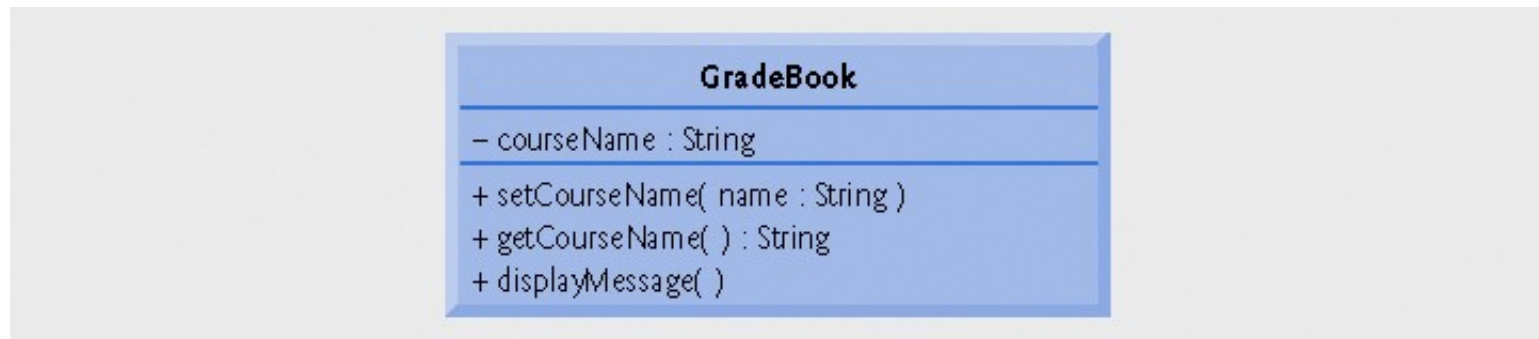 GradeBook
– courseName : String
+ setCourseName( name : String )
+ getCourseName( ) : String
+ displayMessage( )